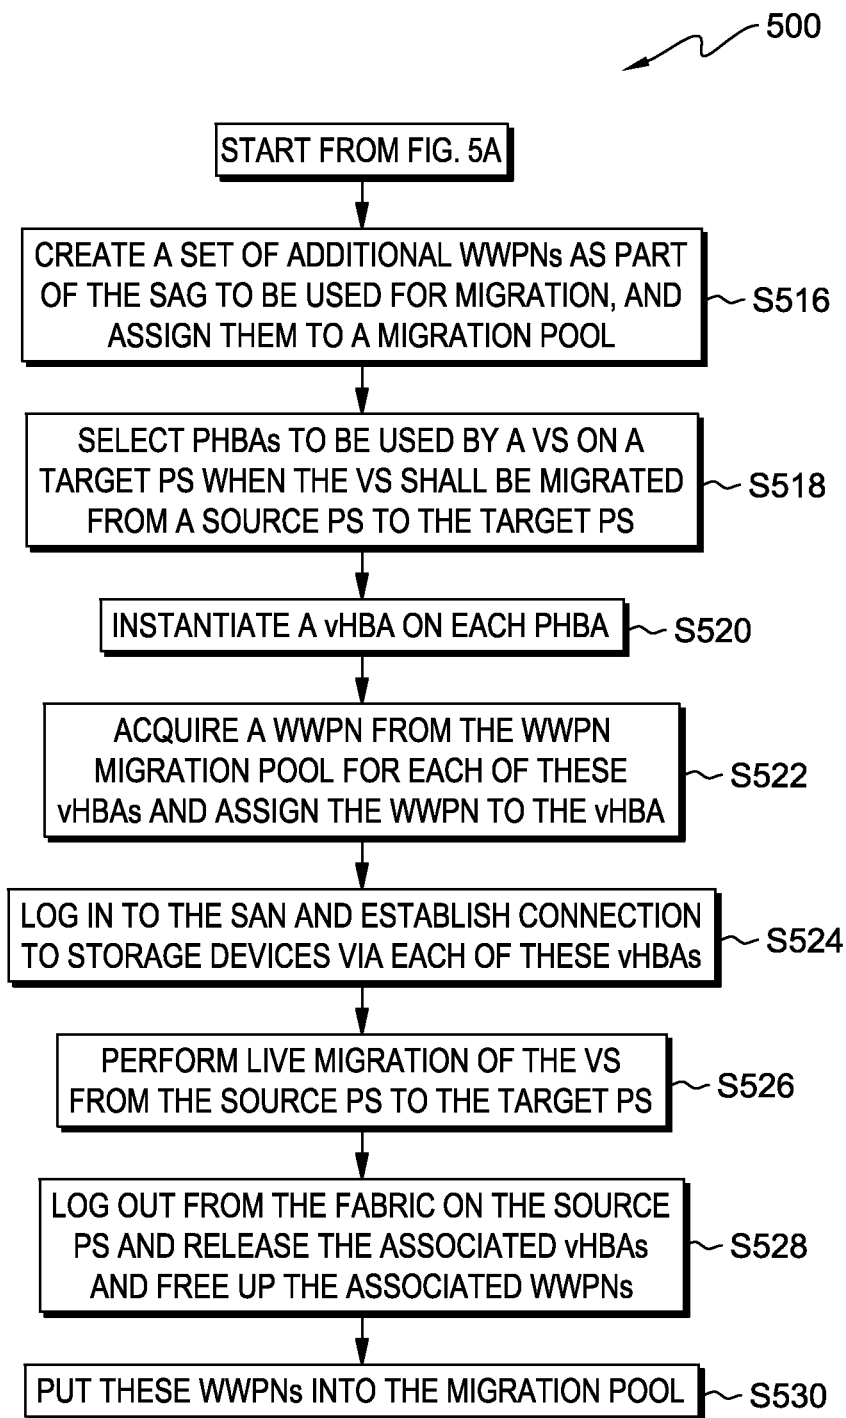 500
START FROM FIG. 5A
CREATE A SET OF ADDITIONAL WWPNs AS PART
OF THE SAG TO BE USED FOR MIGRATION, AND
ASSIGN THEM TO A MIGRATION POOL
S516
SELECT PHBAs TO BE USED BY A VS ON A
TARGET PS WHEN THE VS SHALL BE MIGRATED
FROM A SOURCE PS TO THE TARGET PS
S518
INSTANTIATE A vHBA ON EACH PHBA
S520
ACQUIRE A WWPN FROM THE WWPN
MIGRATION POOL FOR EACH OF THESE
vHBAs AND ASSIGN THE WWPN TO THE vHBA
S522
LOG IN TO THE SAN AND ESTABLISH CONNECTION
TO STORAGE DEVICES VIA EACH OF THESE vHBAs
S524
PERFORM LIVE MIGRATION OF THE VS
FROM THE SOURCE PS TO THE TARGET PS
S526
LOG OUT FROM THE FABRIC ON THE SOURCE
PS AND RELEASE THE ASSOCIATED vHBAs
AND FREE UP THE ASSOCIATED WWPNs
S528
PUT THESE WWPNs INTO THE MIGRATION POOL
S530